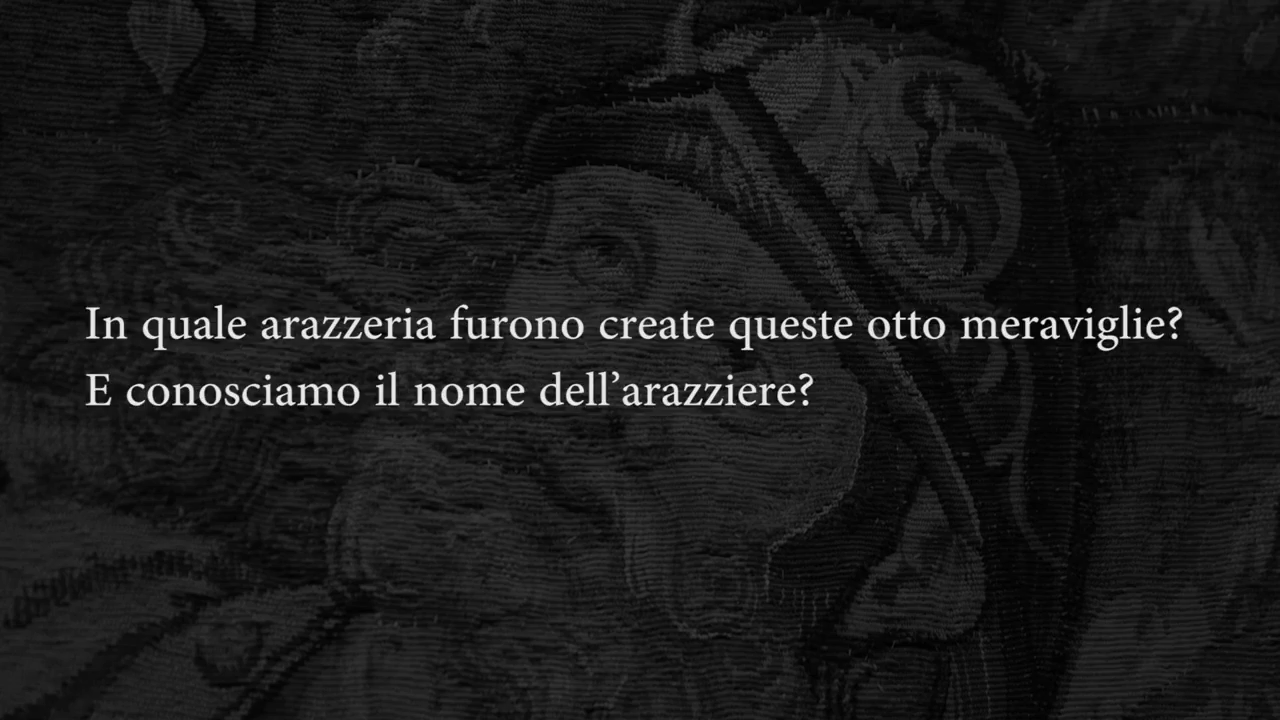 In quale arazzeria furono create queste otto meraviglie?
E conosciamo il nome dell’arazziere?